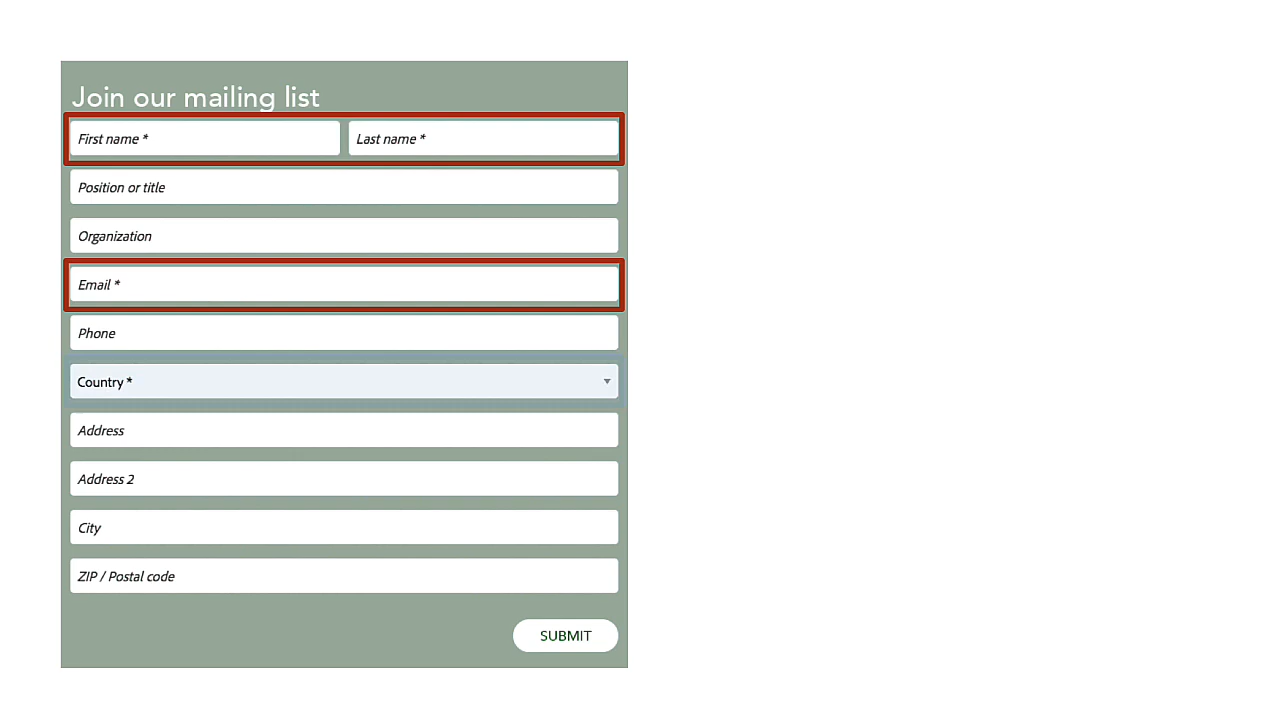 Join our mailing list
First name * Last name *
Position or title
Organization
Email *
Phone
Country *
Address
Address 2
City
ZIP / Postal code
SUBMIT